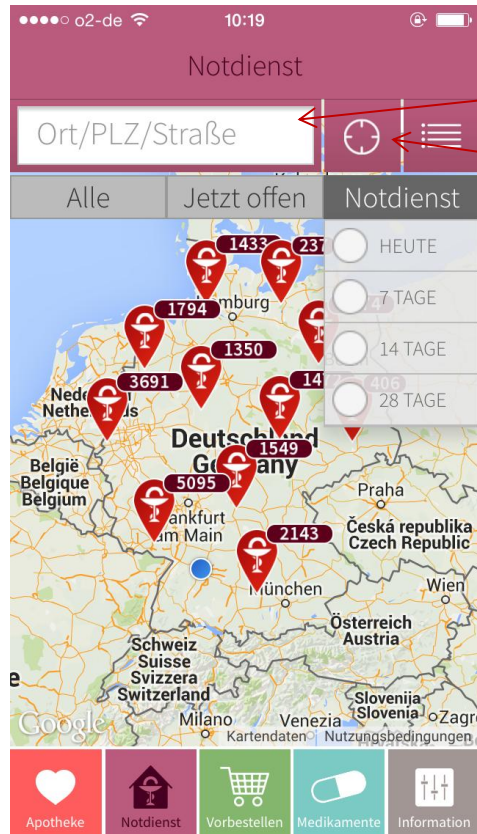 o2-de 10:19
Notdienst
Ort/PLZ/Straße
Alle Jetzt offen Notdienst
HEUTE
7 TAGE
14 TAGE
28 TAGE
1433
1794
1350
3691
406
Deutschland
Germany
1549
België
Belgique
Belgium
5095
Praha
am Main
2143
Česká republika
Czech Republic
München
Wien
Österreich
Austria
Schweiz
Suisse
Svizzera
Switzerland
Slovenija
Slovenia
Google
Milano
Venezia
Kartendaten Nutzungsbedingungen
Apotheke Notdienst Vorbestellen Medikamente Information